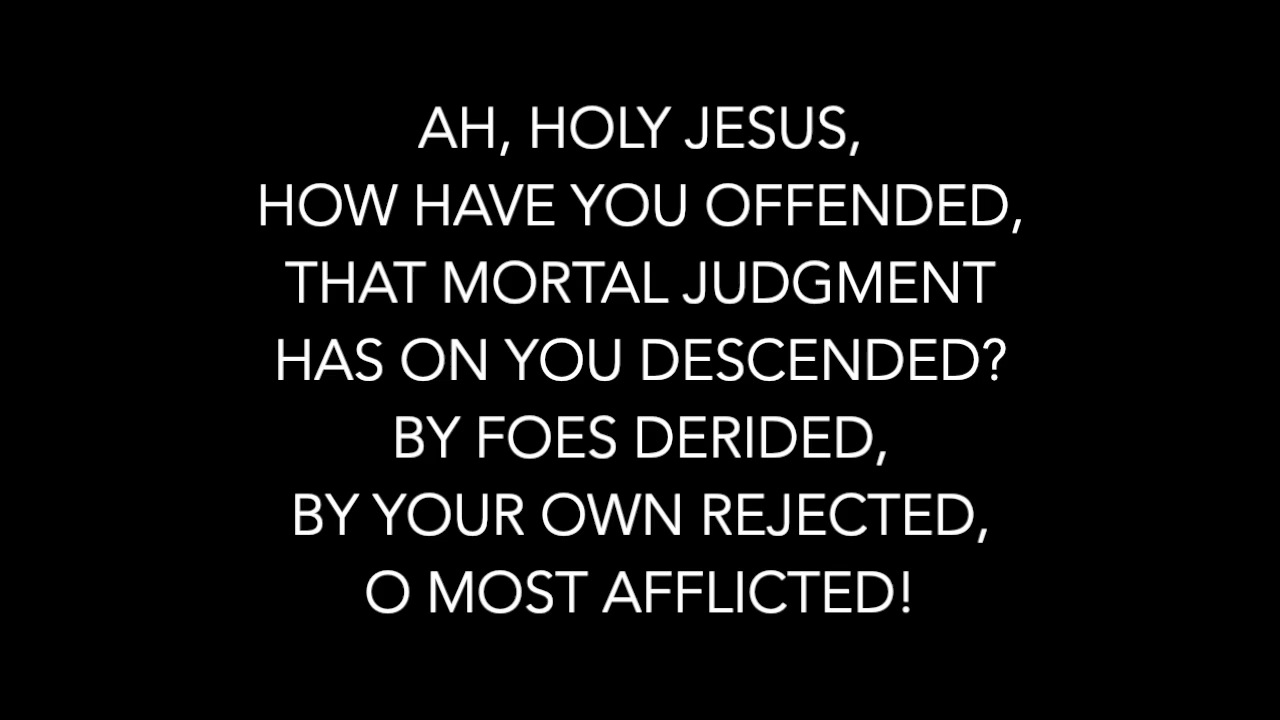 AH, HOLY JESUS,
HOW HAVE YOU OFFENDED,
THAT MORTAL JUDGMENT
HAS ON YOU DESCENDED?
BY FOES DERIDED,
BY YOUR OWN REJECTED,
O MOST AFFLICTED!